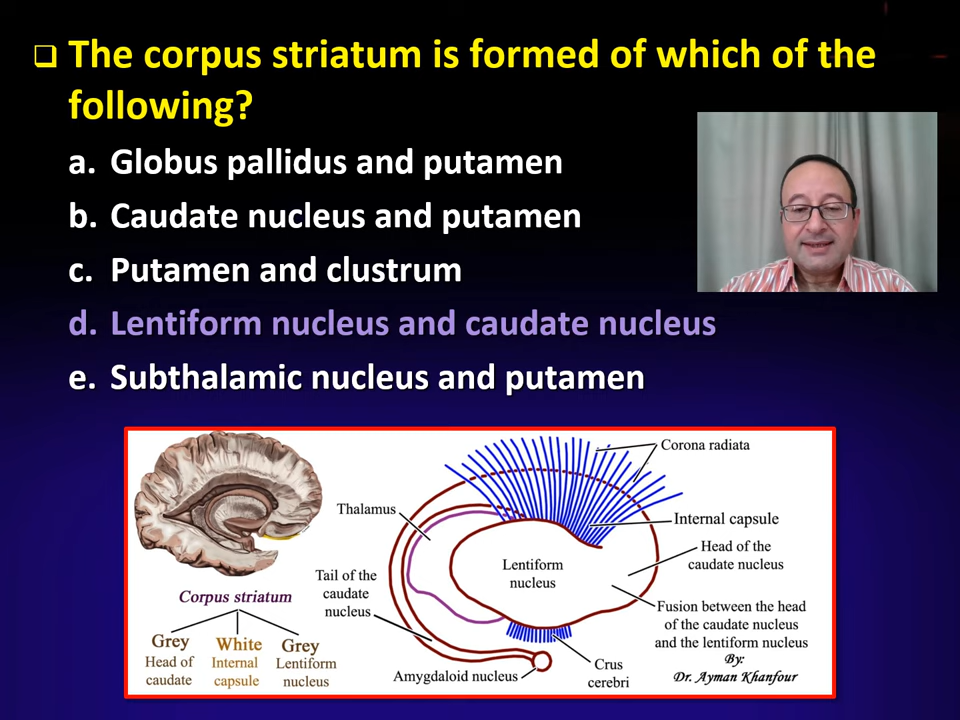 The corpus striatum is formed of which of the
following?
a. Globus pallidus and putamen
b. Caudate nucleus and putamen
c. Putamen and clustrum
d. Lentiform nucleus and caudate nucleus
e. Subthalamic nucleus and putamen
Corpus striatum
Grey
Head of
caudate
White
Internal
capsule
Grey
Lentiform
nucleus
Thalamus
Tail of the
caudate
nucleus
Amygdaloid nucleus
Lentiform
nucleus
Corona radiata
Internal capsule
Head of the
caudate nucleus
Fusion between the head
of the caudate nucleus
and the lentiform nucleus
Crus
cerebri
By:
Dr. Ayman Khanfour